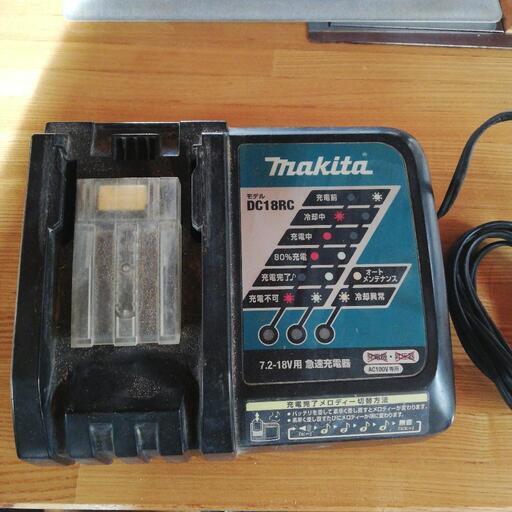 makita
モデル
DC18RC
充電前
冷却中
充電中
80%充電
充電完了♪
オート
メンテナンス
充電不可
冷却異常
7.2-18V用 急速充電器
AC100V専用
充電完了メロディー切替方法